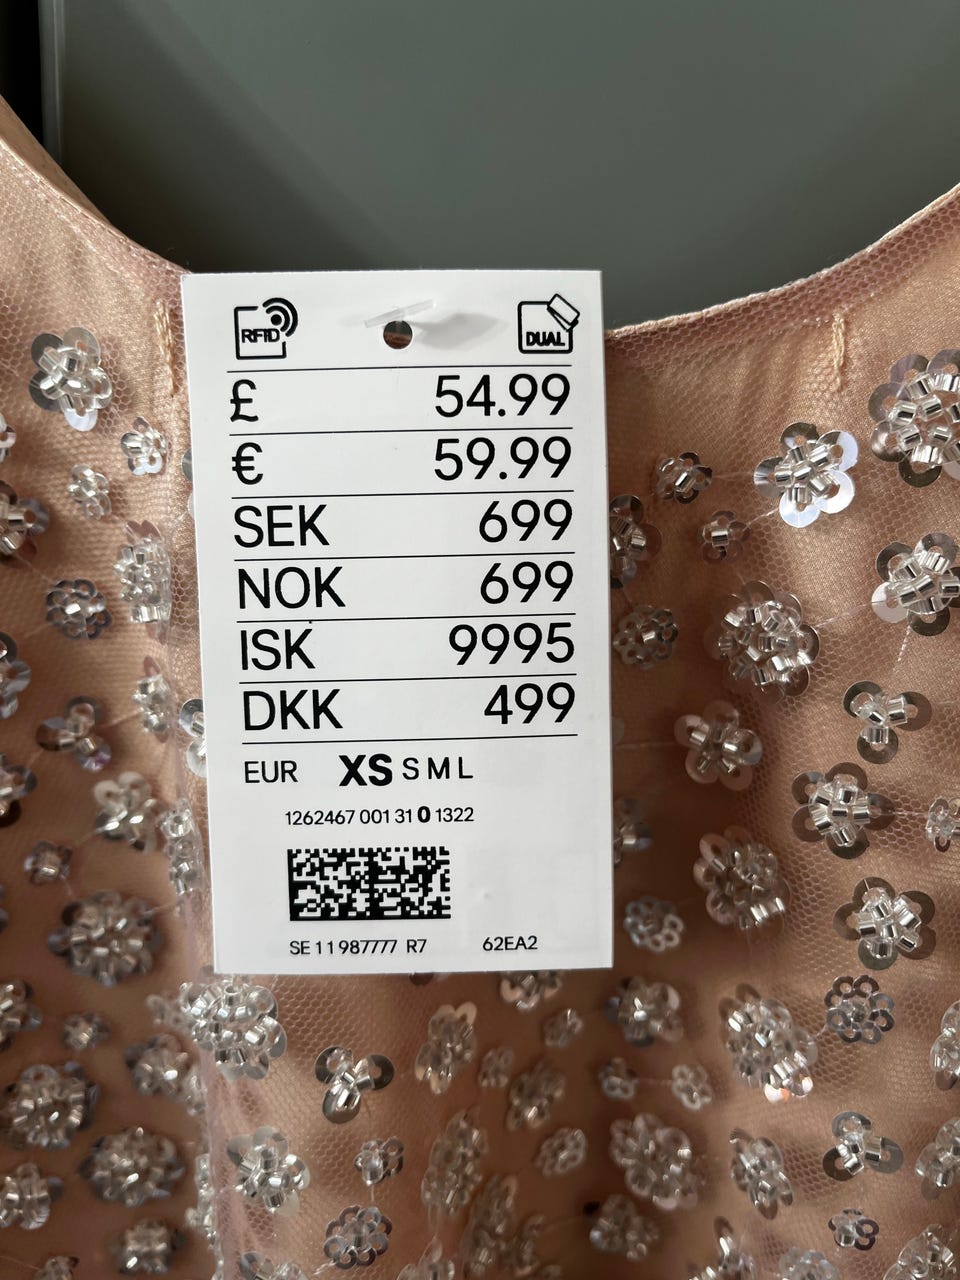 RFID DUAL
£ 54.99
€ 59.99
SEK 699
NOK 699
ISK 9995
DKK 499
EUR XS S M L
1262467 001 31 0 1322
SE 11 987777 R7 62EA2